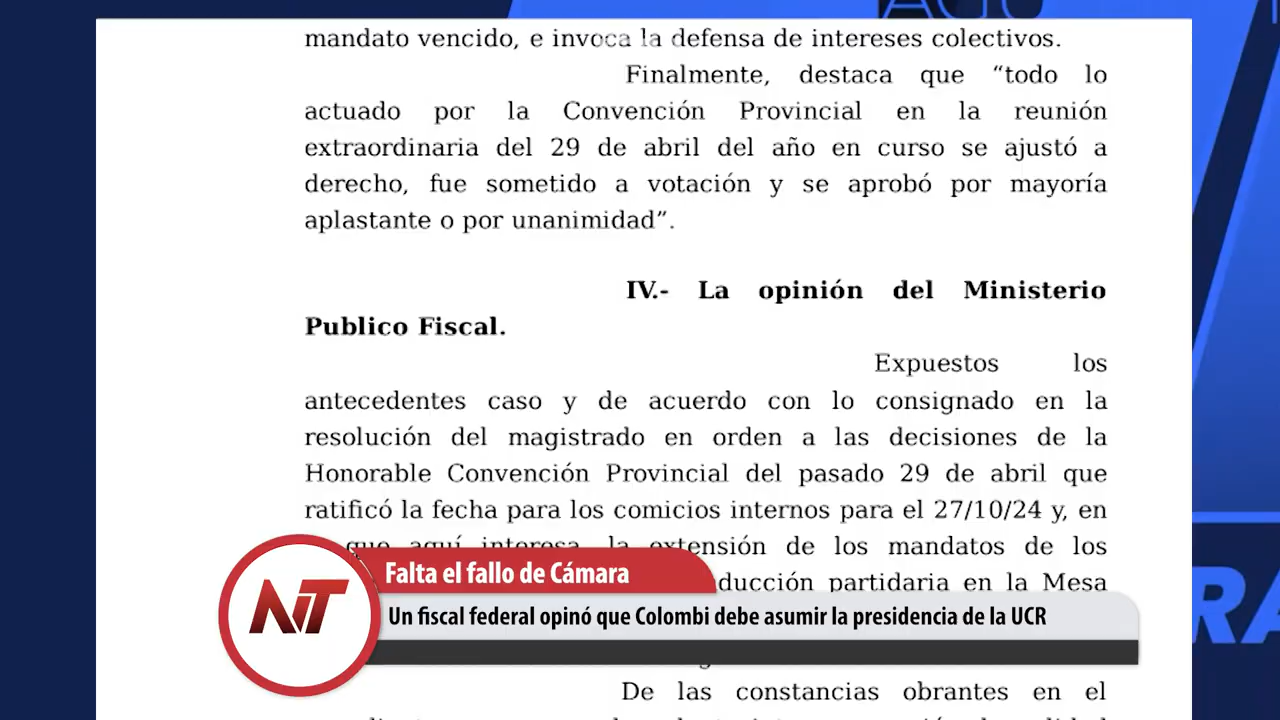 mandato vencido, e invoca la defensa de intereses colectivos.
Finalmente, destaca que “todo lo
actuado por la Convención Provincial en la reunión
extraordinaria del 29 de abril del año en curso se ajustó a
derecho, fue sometido a votación y se aprobó por mayoría
aplastante o por unanimidad”.
IV.- La opinión del Ministerio
Publico Fiscal.
Expuestos los
antecedentes caso y de acuerdo con lo consignado en la
resolución del magistrado en orden a las decisiones de la
Honorable Convención Provincial del pasado 29 de abril que
ratificó la fecha para los comicios internos para el 27/10/24 y, en
que aquí interesa, la extensión de los mandatos de los
partidaria en la Mesa
NT
Falta el fallo de Cámara
Un fiscal federal opinó que Colombi debe asumir la presidencia de la UCR
De las constancias obrantes en el